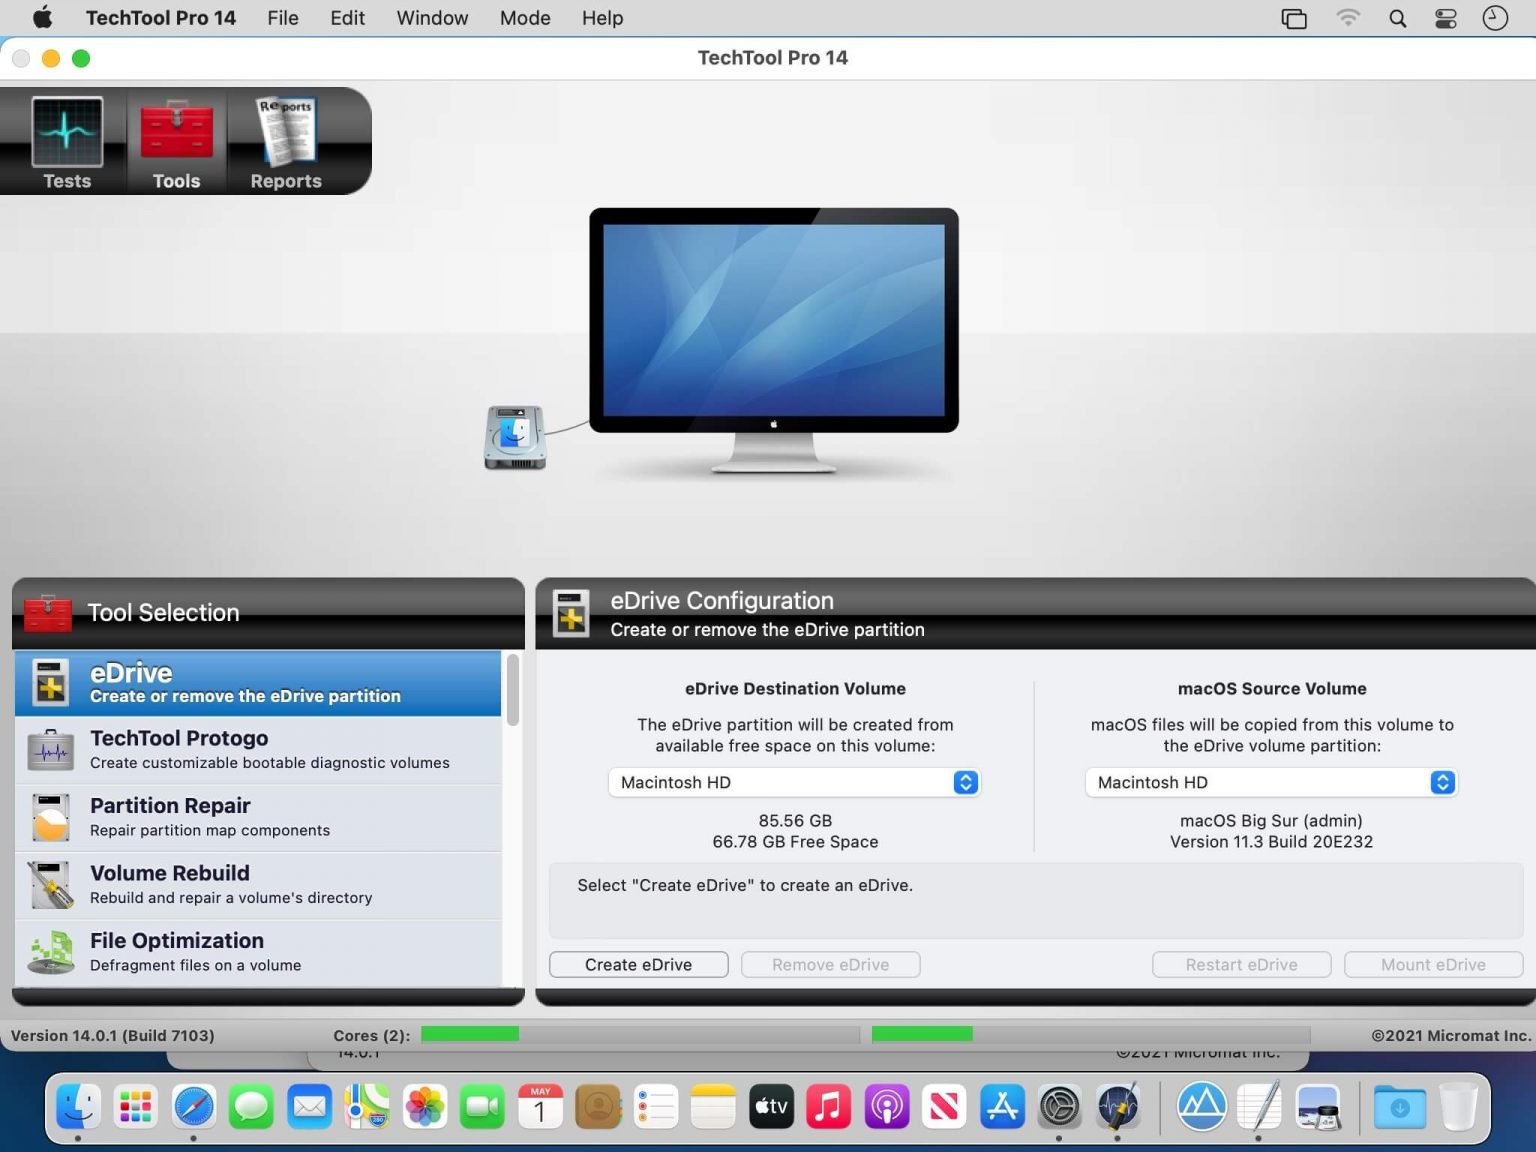 TechTool Pro 14 File Edit Window Mode Help
TechTool Pro 14
Reports
Tests Tools Reports
Tool Selection
eDrive
Create or remove the eDrive partition
TechTool Protogo
Create customizable bootable diagnostic volumes
Partition Repair
Repair partition map components
Volume Rebuild
Rebuild and repair a volume's directory
File Optimization
Defragment files on a volume
eDrive Configuration
Create or remove the eDrive partition
eDrive Destination Volume
The eDrive partition will be created from
available free space on this volume:
Macintosh HD
85.56 GB
66.78 GB Free Space
macOS Source Volume
macOS files will be copied from this volume to
the eDrive volume partition:
Macintosh HD
macOS Big Sur (admin)
Version 11.3 Build 20E232
Select "Create eDrive" to create an eDrive.
Create eDrive Remove eDrive Restart eDrive Mount eDrive
Version 14.0.1 (Build 7103) Cores (2): ©2021 Micromat Inc.
14.0.1 ©2021 Micromat Inc.
MAY
1
tv